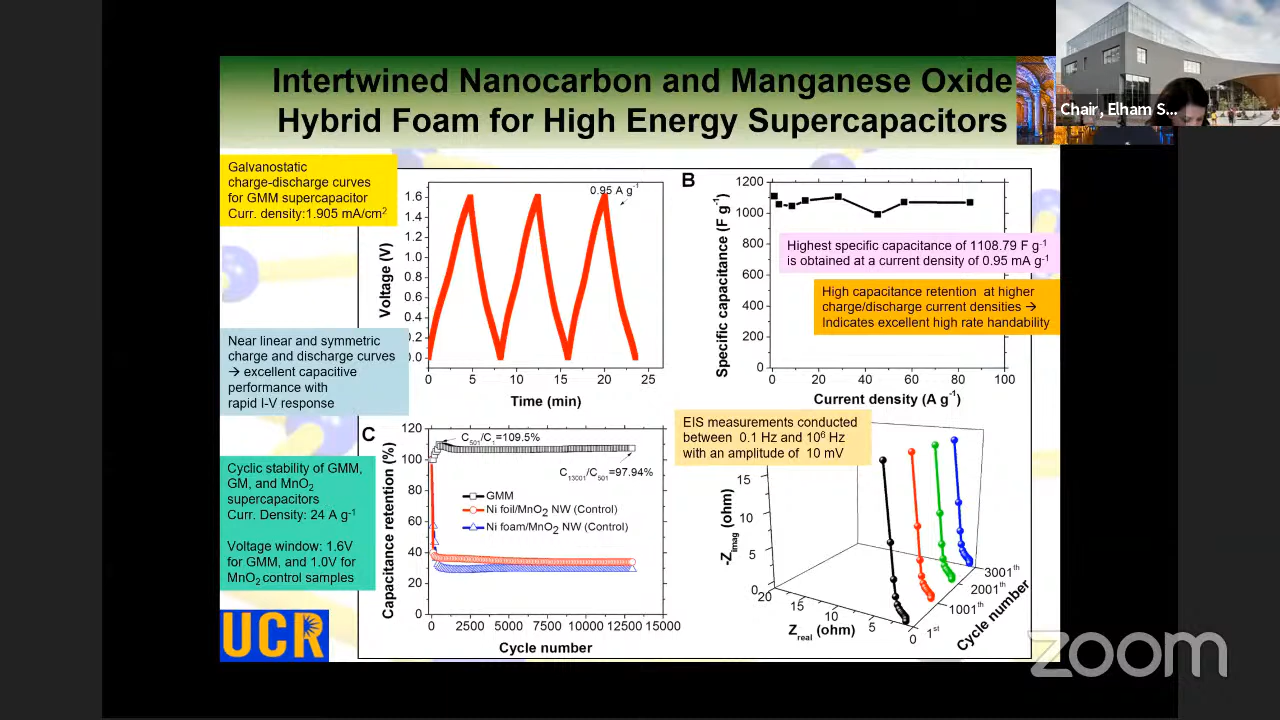 Intertwined Nanocarbon and Manganese Oxide
Hybrid Foam for High Energy Supercapacitors
Chair, Elham S...
Galvanostatic
charge-discharge curves
for GMM supercapacitor
Curr. density:1.905 mA/cm²
Near linear and symmetric
charge and discharge curves
→ excellent capacitive
performance with
rapid I-V response
Cyclic stability of GMM,
GM, and MnO₂
supercapacitors
Curr. Density: 24 A g⁻¹
Voltage window: 1.6V
for GMM, and 1.0V for
MnO₂ control samples
UCR
0.95 A g⁻¹
Voltage (V)
1.6
1.4
1.2
1.0
0.8
0.6
0.4
0.2
0.0
0 5 10 15 20 25
Time (min)
B
Specific capacitance (F g⁻¹)
1200
1000
800
600
400
200
0
0 20 40 60 80 100
Current density (A g⁻¹)
Highest specific capacitance of 1108.79 F g⁻¹
is obtained at a current density of 0.95 mA g⁻¹
High capacitance retention at higher
charge/discharge current densities →
Indicates excellent high rate handability
C
Capacitance retention (%)
120
100
80
60
40
20
0
C₅₀₁/C₁=109.5%
C₁₃₀₀₁/C₅₀₁=97.94%
GMM
Ni foil/MnO₂ NW (Control)
Ni foam/MnO₂ NW (Control)
0 2500 5000 7500 10000 12500 15000
Cycle number
EIS measurements conducted
between 0.1 Hz and 10⁶ Hz
with an amplitude of 10 mV
-Z_imag (ohm)
15
10
5
0
20 15 10 5 0
Z_real (ohm)
1st
1001th
2001th
3001th
Cycle number
zoom